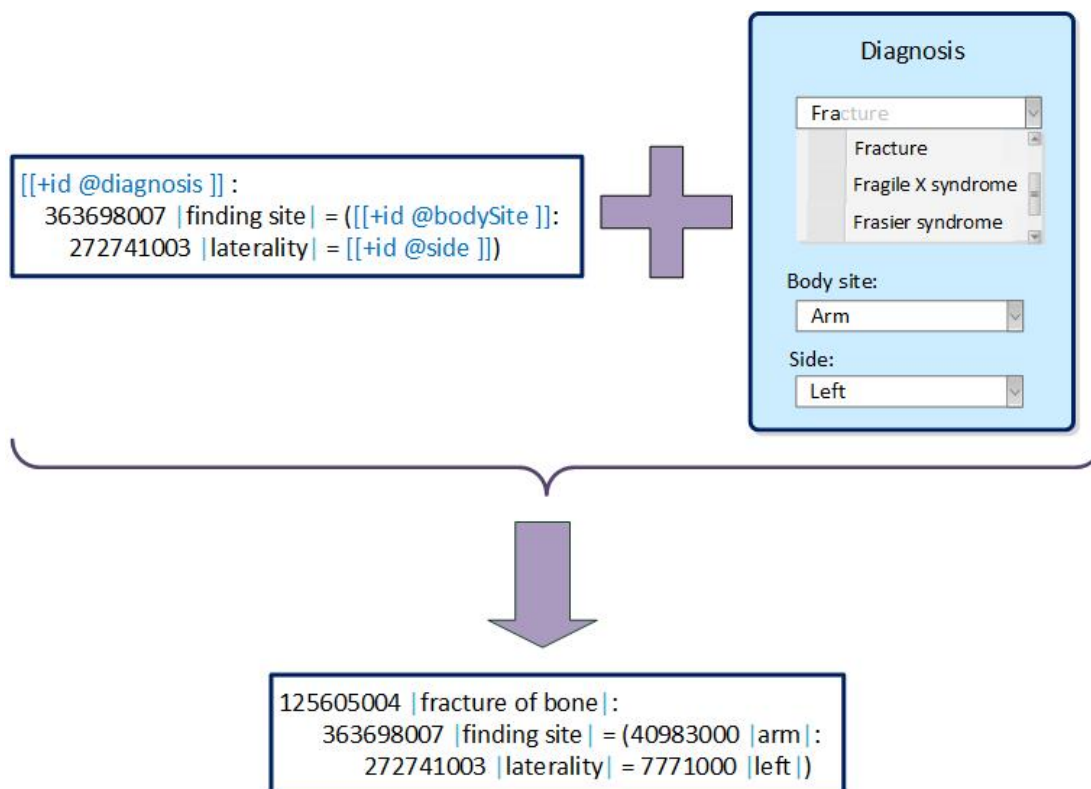 Diagnosis
Fracture
Fracture
Fragile X syndrome
Frasier syndrome
Body site:
Arm
Side:
Left
[[+id @diagnosis ]] :
363698007 |finding site| = ([[+id @bodySite ]]:
272741003 |laterality| = [[+id @side ]])
125605004 |fracture of bone|:
363698007 |finding site| = (40983000 |arm|:
272741003 |laterality| = 7771000 |left|)